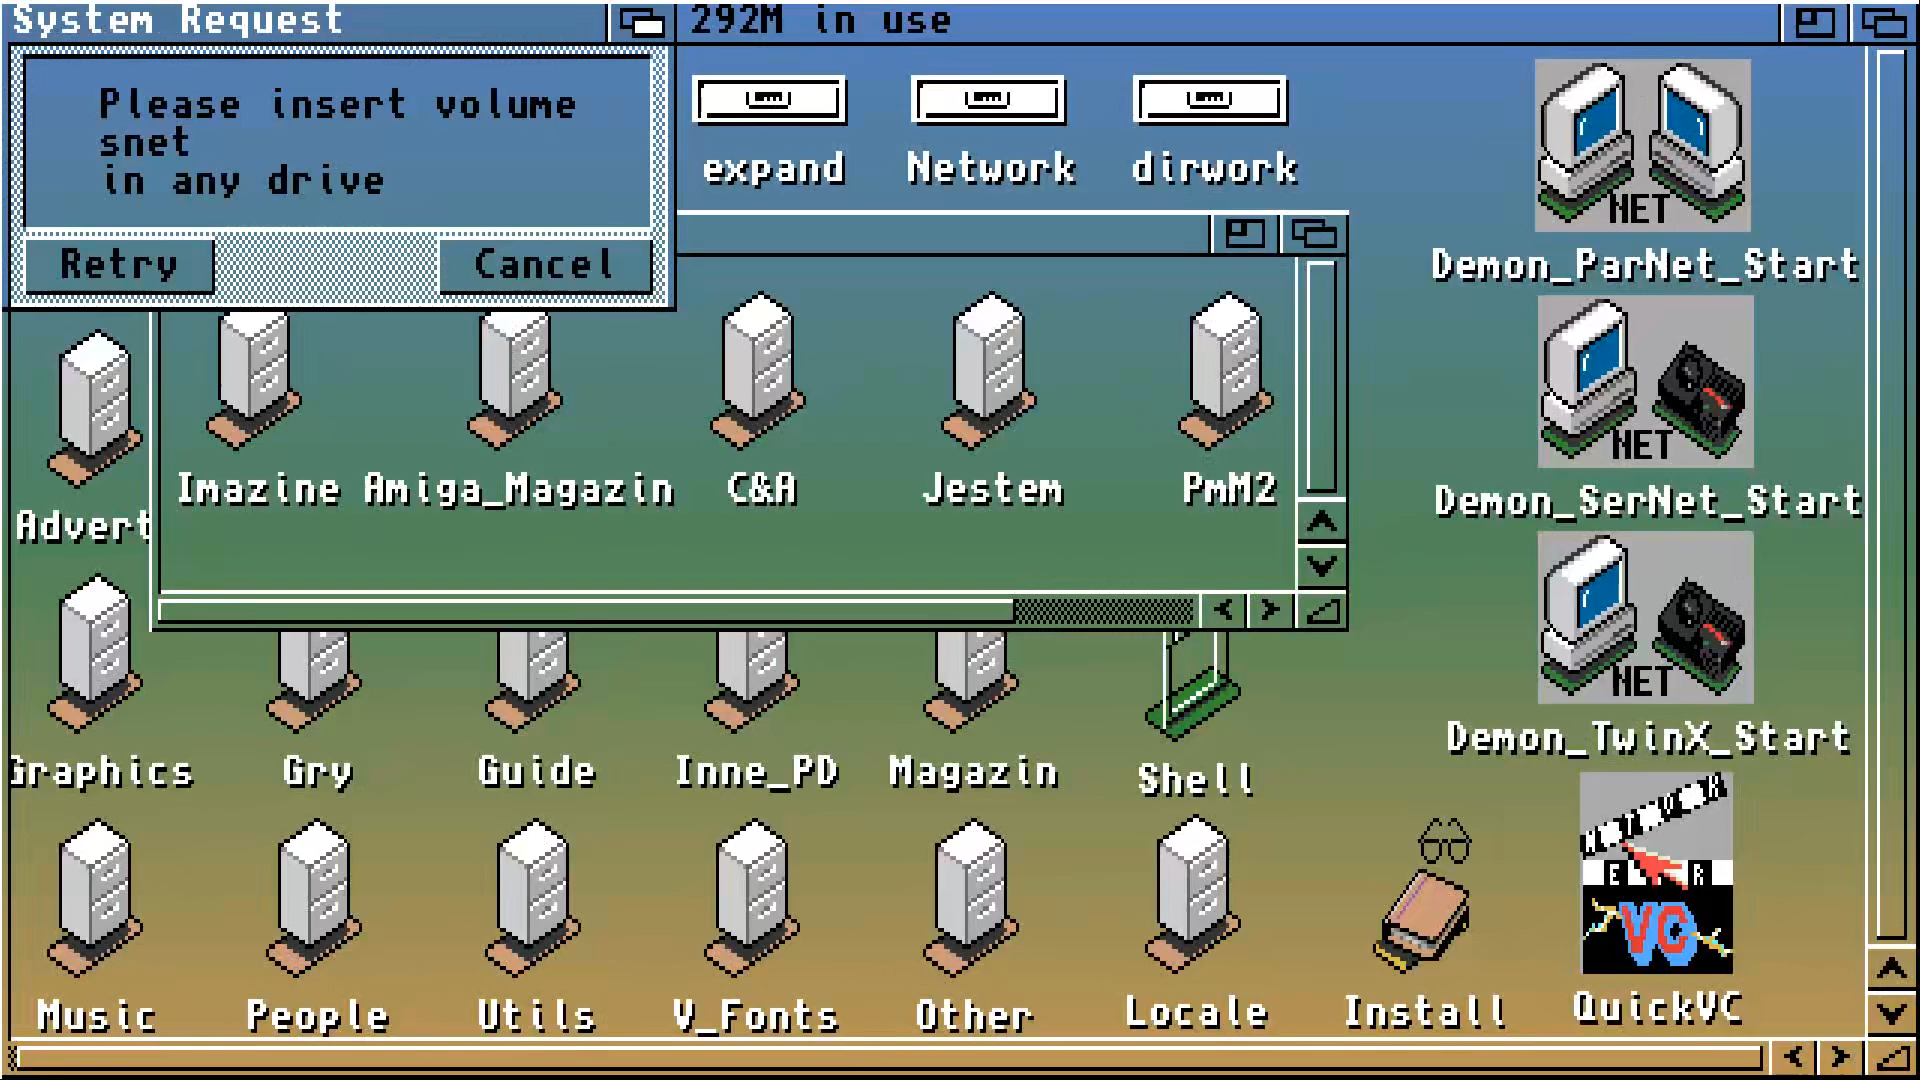 System Request
292M in use
Please insert volume
snet
in any drive
Retry Cancel
expand Network dirwork
NET
Demon_ParNet_Start
Imazine Amiga_Magazin C&A Jestem PmM2
NET
Demon_SerNet_Start
Advert
NET
Demon_TwinX_Start
Graphics Gry Guide Inne_PD Magazin Shell
VC
Music People Utils V_Fonts Other Locale Install QuickVC